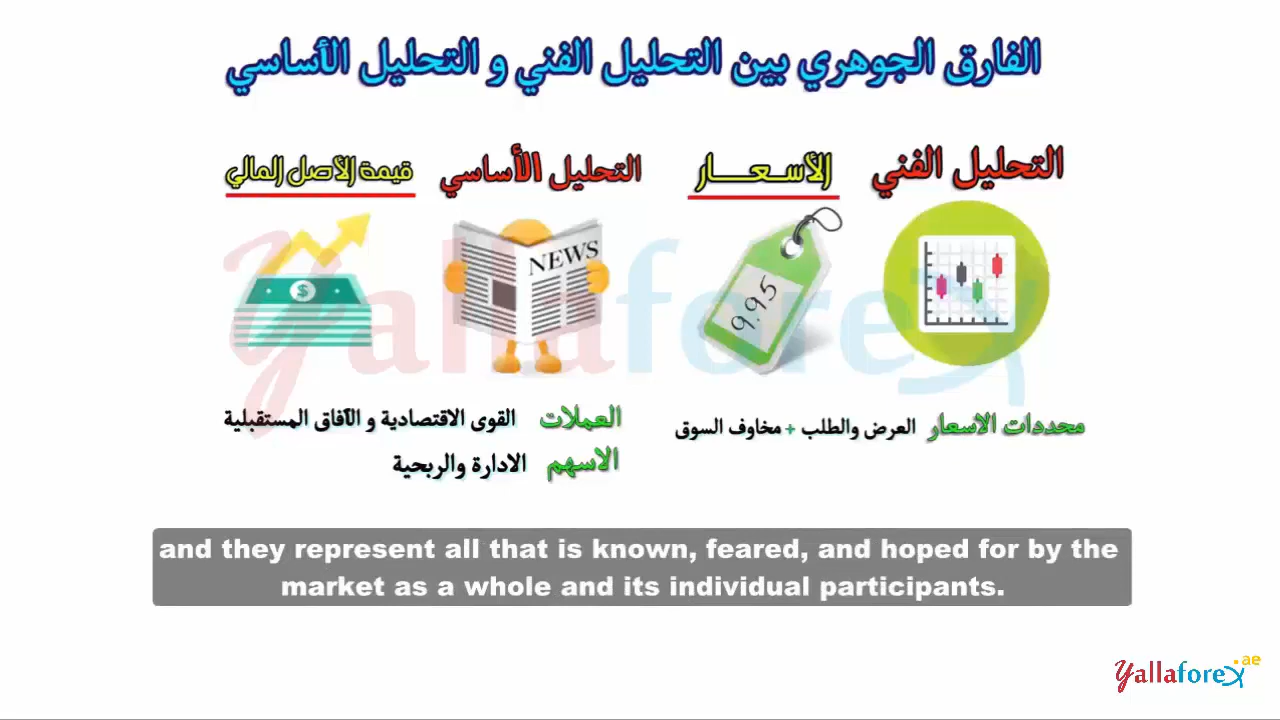 الفارق الجوهري بين التحليل الفني و التحليل الأساسي
التحليل الفني
الأسعار
التحليل الأساسي
قيمة الأصل المالي
9.95
NEWS
$
yallaforex
محددات الاسعار العرض والطلب + مخاوف السوق
العملات القوى الاقتصادية و الآفاق المستقبلية
الاسهم الادارة والربحية
and they represent all that is known, feared, and hoped for by the
market as a whole and its individual participants.
yallaforex.ae